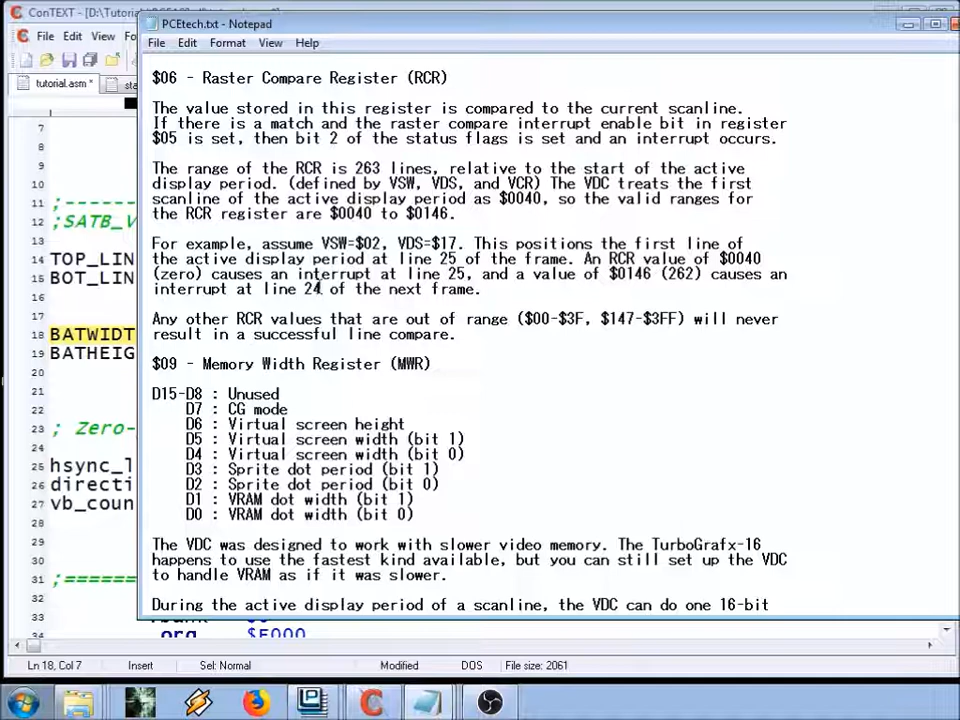 ConTEXT - [D:\Tutorial
PCEtech.txt - Notepad
File Edit View Fo
File Edit Format View Help
tutorial.asm *
sta
7
8
9
10
11 ;------
12 ;SATB_V
13
14 TOP_LIN
15 BOT_LIN
16
17
18 BATWIDT
19 BATHEIG
20
21
22
23 ; Zero-
24
25 hsync_l
26 directi
27 vb_coun
28
29
30
31 ;======
32
33
34 .org $E000
$06 - Raster Compare Register (RCR)
The value stored in this register is compared to the current scanline.
If there is a match and the raster compare interrupt enable bit in register
$05 is set, then bit 2 of the status flags is set and an interrupt occurs.
The range of the RCR is 263 lines, relative to the start of the active
display period. (defined by VSW, VDS, and VCR) The VDC treats the first
scanline of the active display period as $0040, so the valid ranges for
the RCR register are $0040 to $0146.
For example, assume VSW=$02, VDS=$17. This positions the first line of
the active display period at line 25 of the frame. An RCR value of $0040
(zero) causes an interrupt at line 25, and a value of $0146 (262) causes an
interrupt at line 24 of the next frame.
Any other RCR values that are out of range ($00-$3F, $147-$3FF) will never
result in a successful line compare.
$09 - Memory Width Register (MWR)
D15-D8 : Unused
D7 : CG mode
D6 : Virtual screen height
D5 : Virtual screen width (bit 1)
D4 : Virtual screen width (bit 0)
D3 : Sprite dot period (bit 1)
D2 : Sprite dot period (bit 0)
D1 : VRAM dot width (bit 1)
D0 : VRAM dot width (bit 0)
The VDC was designed to work with slower video memory. The TurboGrafx-16
happens to use the fastest kind available, but you can still set up the VDC
to handle VRAM as if it was slower.
During the active display period of a scanline, the VDC can do one 16-bit
Ln 18, Col 7 Insert Sel: Normal Modified DOS File size: 2061